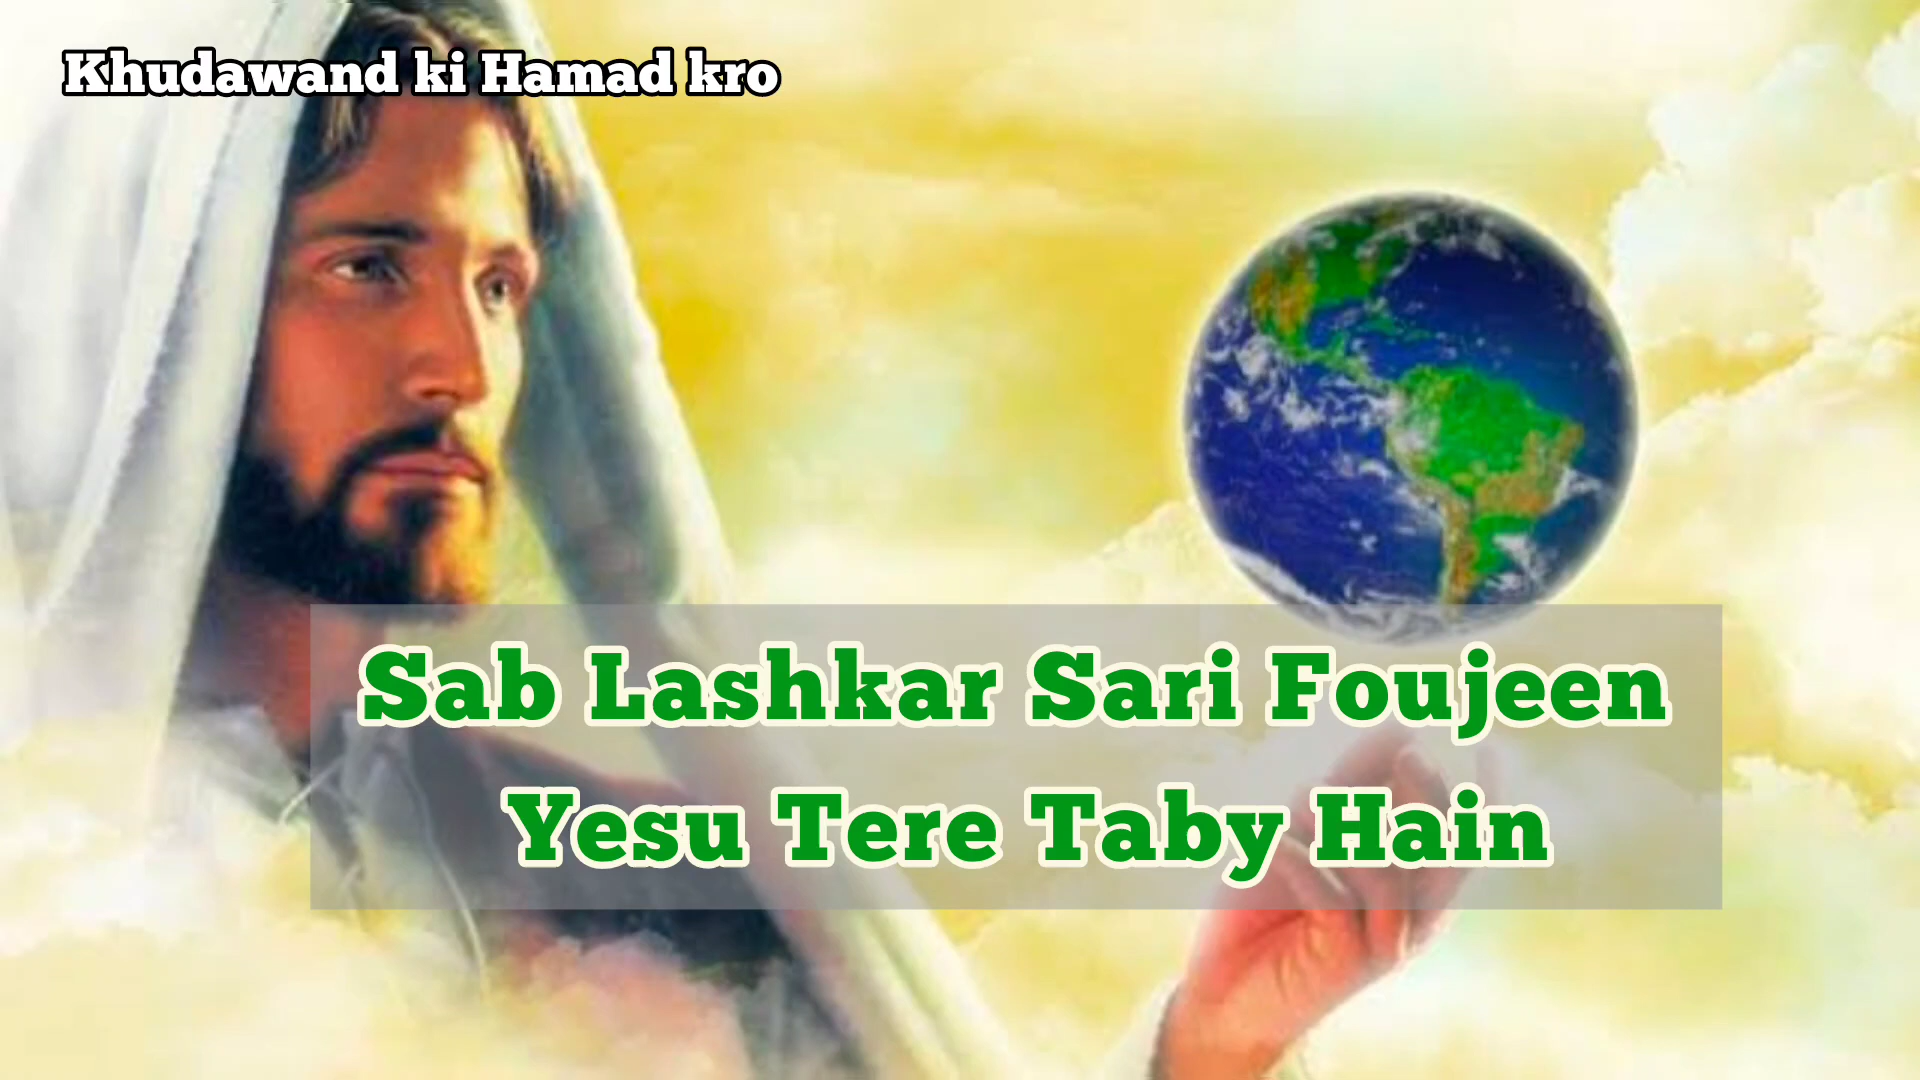 Khudawand ki Hamad kro
Sab Lashkar Sari Foujeen
Yesu Tere Taby Hain